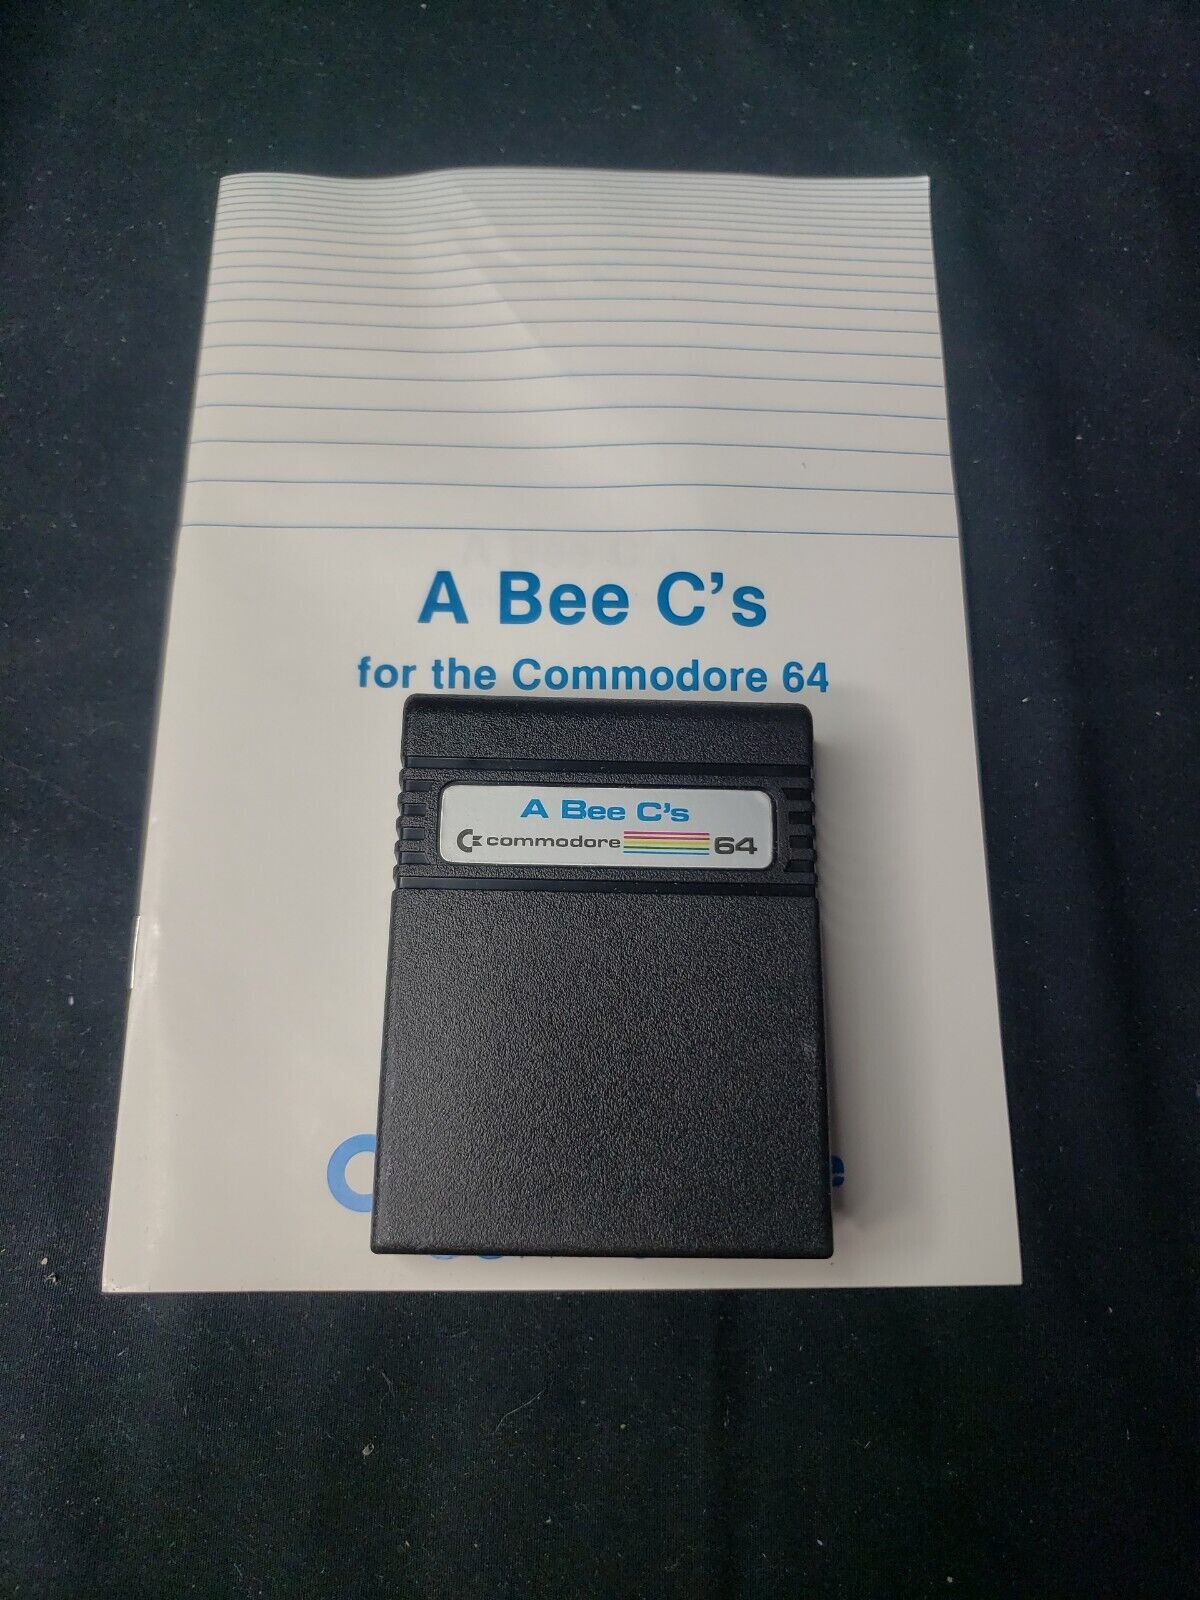 A Bee C's
for the Commodore 64
A Bee C's
commodore 64